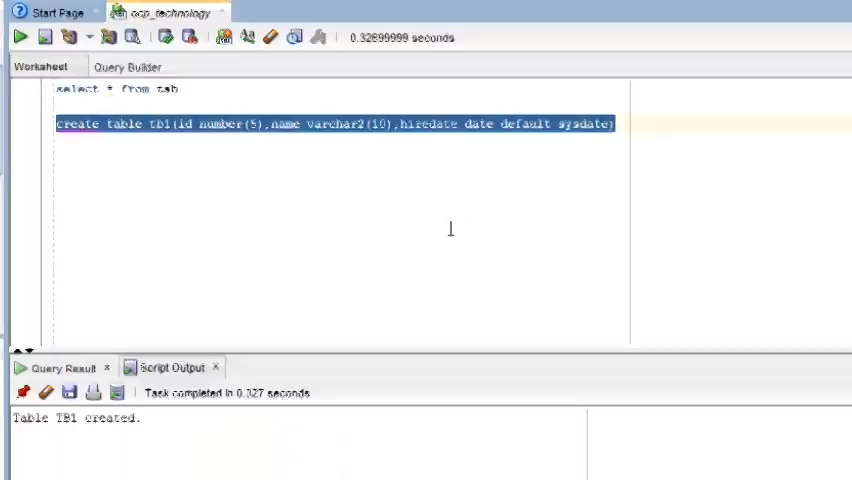 Start Page
ocp_technology
0.32899999 seconds
Worksheet
Query Builder
select * from tab
create table tb1(id number(5),name varchar2(10),hiredate date default sysdate)
Query Result
Script Output
Task completed in 0.327 seconds
Table TB1 created.